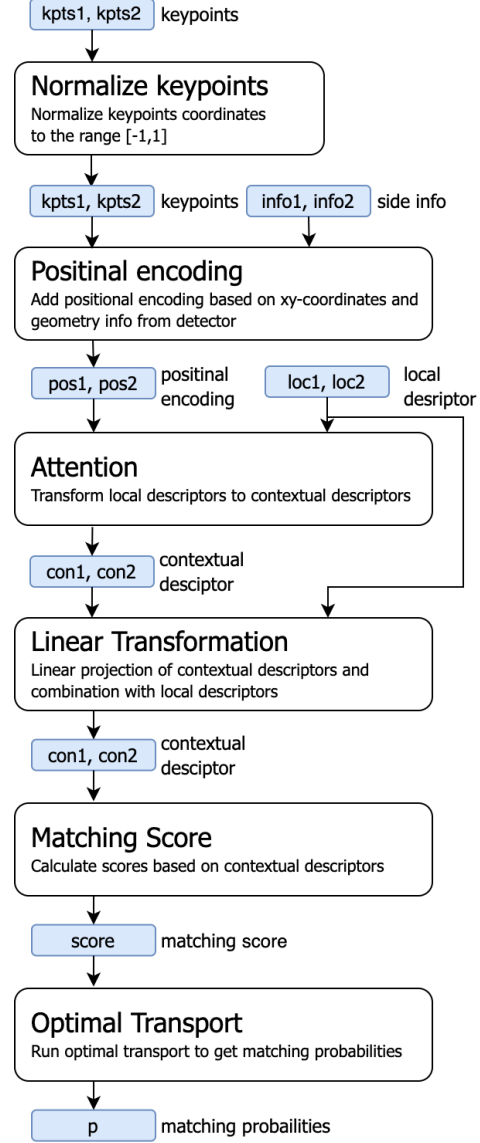 kpts1, kpts2 keypoints
Normalize keypoints
Normalize keypoints coordinates
to the range [-1,1]
kpts1, kpts2 keypoints info1, info2 side info
Positinal encoding
Add positional encoding based on xy-coordinates and
geometry info from detector
pos1, pos2 positinal
encoding
loc1, loc2 local
desriptor
Attention
Transform local descriptors to contextual descriptors
con1, con2 contextual
desciptor
Linear Transformation
Linear projection of contextual descriptors and
combination with local descriptors
con1, con2 contextual
desciptor
Matching Score
Calculate scores based on contextual descriptors
score matching score
Optimal Transport
Run optimal transport to get matching probabilities
p matching probailities